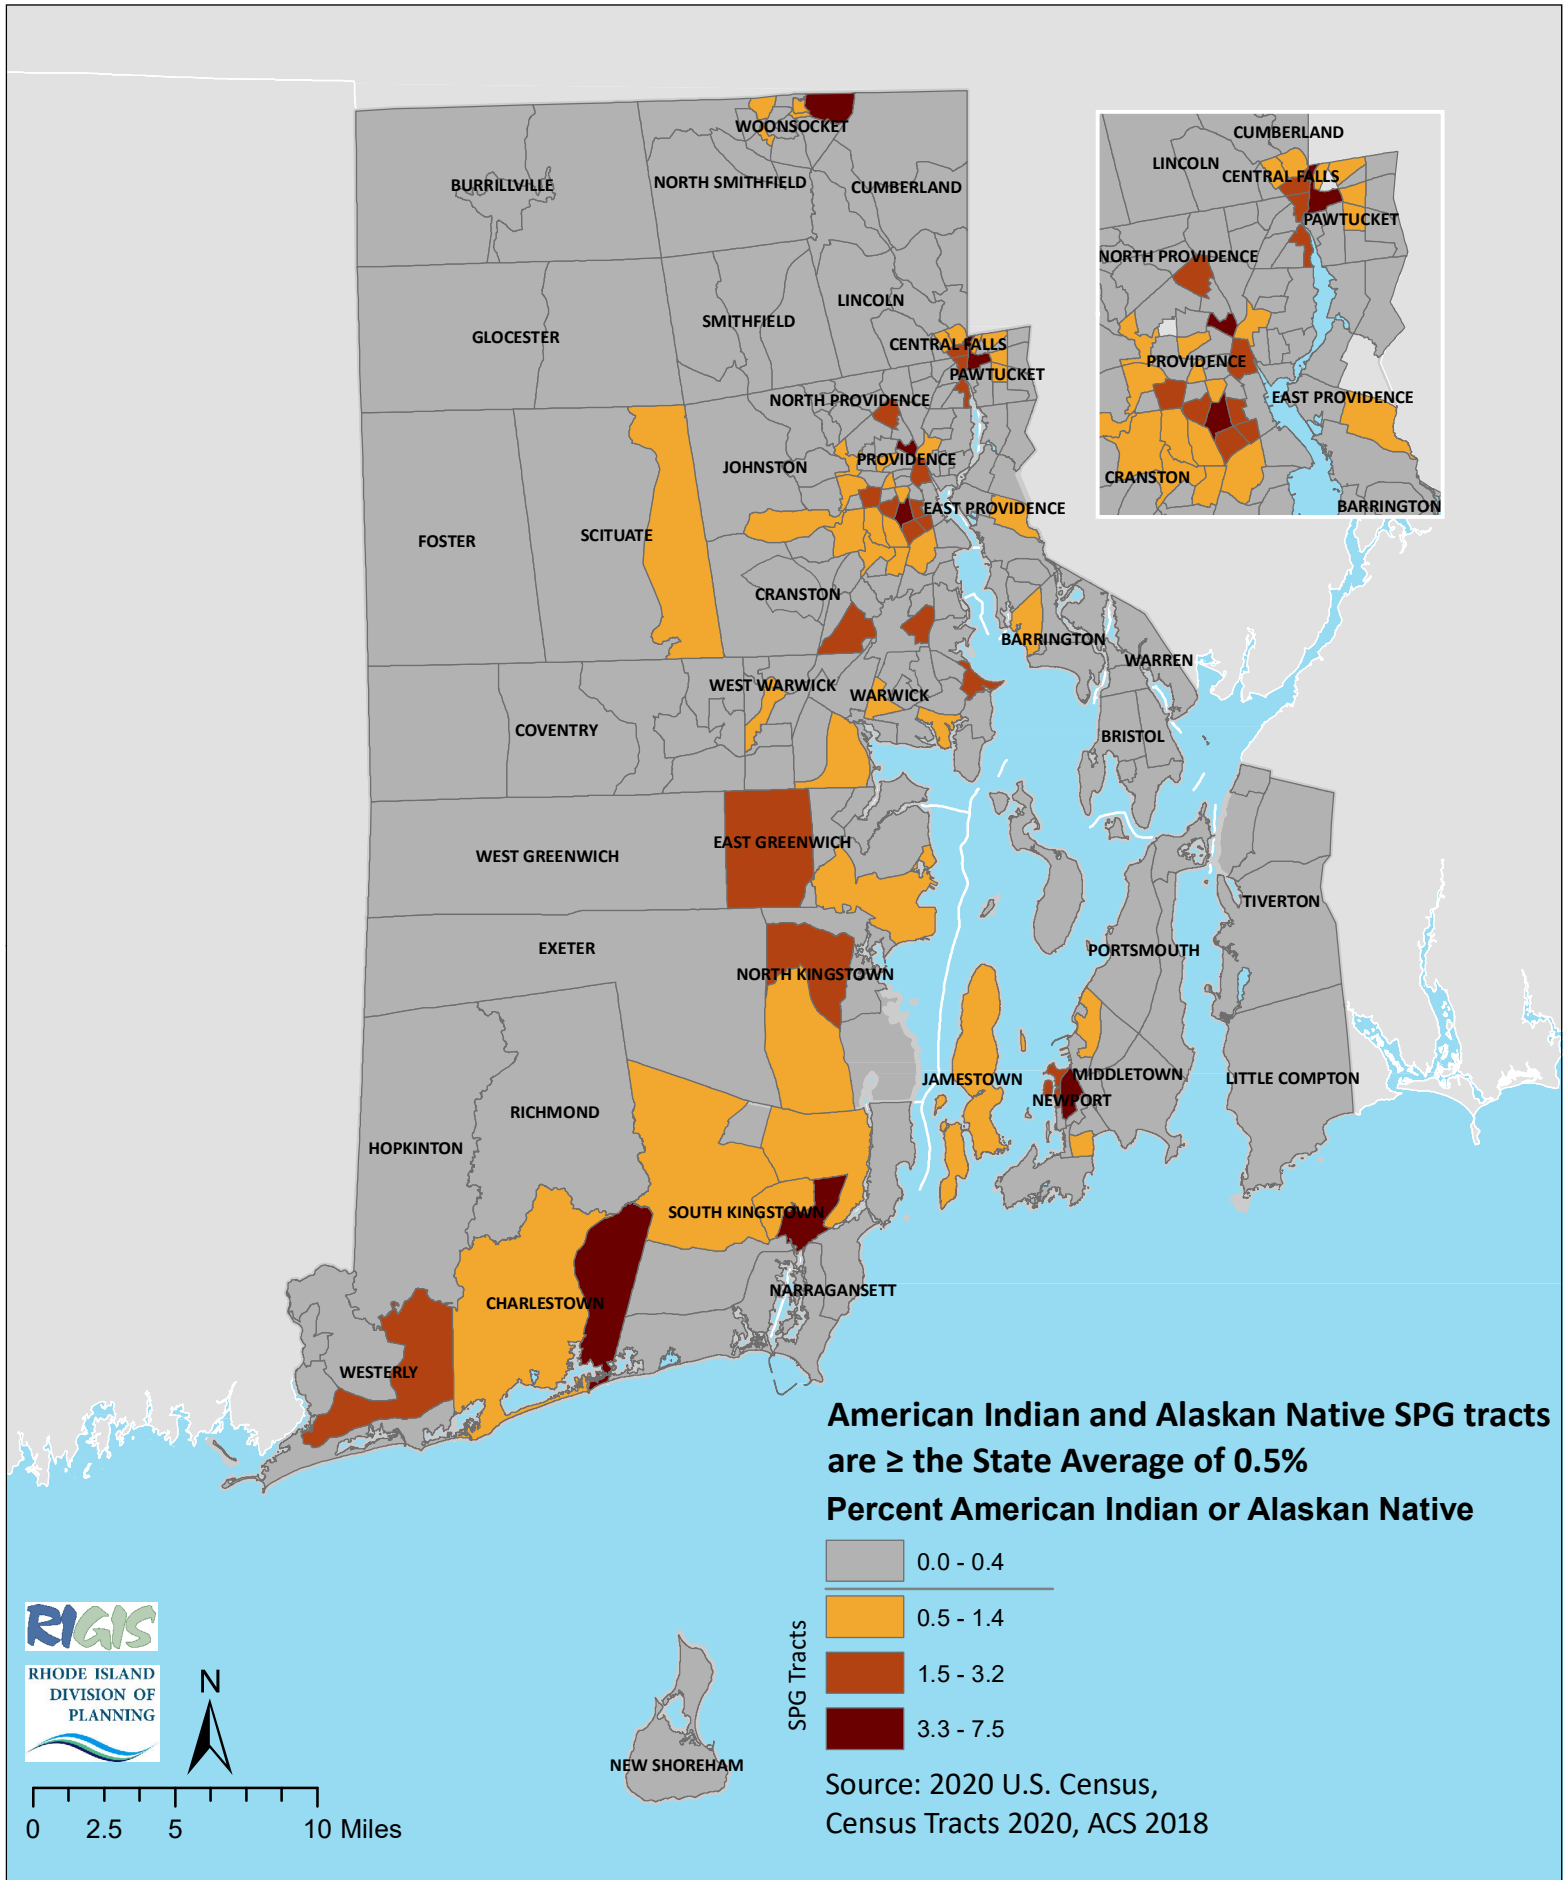 WOONSOCKET
BURRILLVILLE
NORTH SMITHFIELD
CUMBERLAND
LINCOLN
SMITHFIELD
GLOCESTER
CENTRAL FALLS
PAWTUCKET
NORTH PROVIDENCE
PROVIDENCE
JOHNSTON
EAST PROVIDENCE
SCITUATE
FOSTER
CRANSTON
BARRINGTON
WARREN
WEST WARWICK
WARWICK
COVENTRY
BRISTOL
EAST GREENWICH
WEST GREENWICH
TIVERTON
EXETER
PORTSMOUTH
NORTH KINGSTOWN
JAMESTOWN
MIDDLETOWN
LITTLE COMPTON
NEWPORT
RICHMOND
HOPKINTON
SOUTH KINGSTOWN
NARRAGANSETT
CHARLESTOWN
WESTERLY
NEW SHOREHAM
CUMBERLAND
LINCOLN
CENTRAL FALLS
PAWTUCKET
NORTH PROVIDENCE
PROVIDENCE
EAST PROVIDENCE
CRANSTON
BARRINGTON
American Indian and Alaskan Native SPG tracts
are ≥ the State Average of 0.5%
Percent American Indian or Alaskan Native
0.0 - 0.4
SPG Tracts
0.5 - 1.4
1.5 - 3.2
3.3 - 7.5
Source: 2020 U.S. Census,
Census Tracts 2020, ACS 2018
RIGIS
RHODE ISLAND
DIVISION OF
PLANNING
N
0 2.5 5 10 Miles